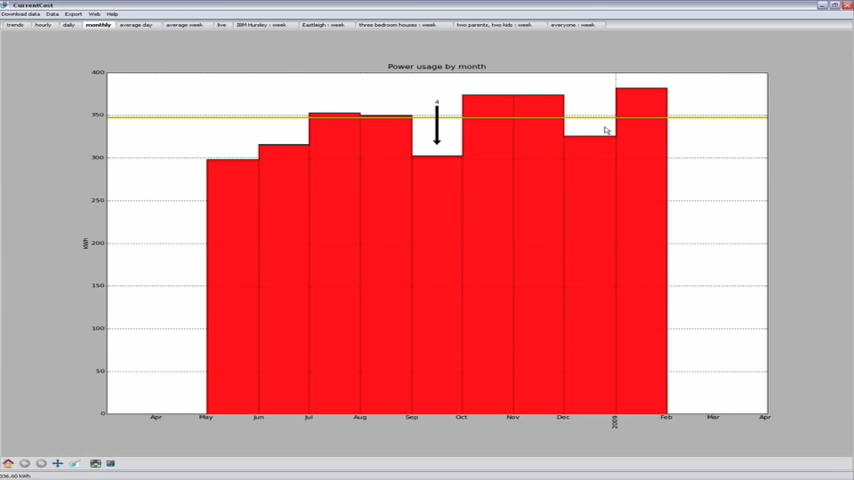 CurrentCost
Download data Data Export Web Help
trends hourly daily monthly average day average week live IBM Hursley : week Eastleigh : week three bedroom houses : week two parents, two kids : week everyone : week
Power usage by month
400
350
300
250
200
150
100
50
0
kWh
4
Apr May Jun Jul Aug Sep Oct Nov Dec 2009 Feb Mar Apr
336.60 kWh